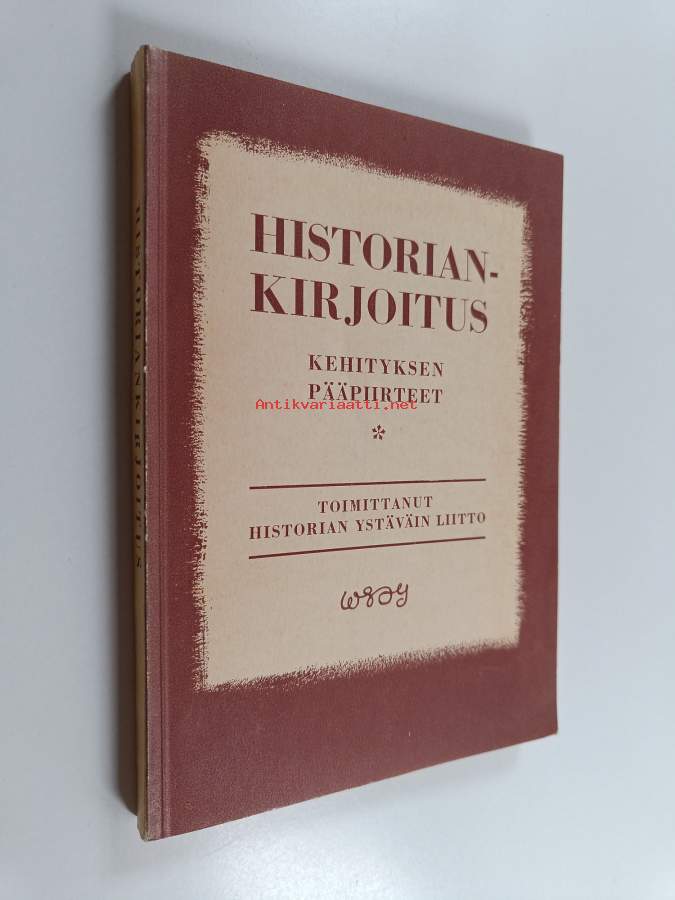 HISTORIANKIRJOITUS
HISTORIAN-
KIRJOITUS
KEHITYKSEN
PÄÄPIIRTEET
Antikvariaatti.net
*
TOIMITTANUT
HISTORIAN YSTÄVÄIN LIITTO
WSOY